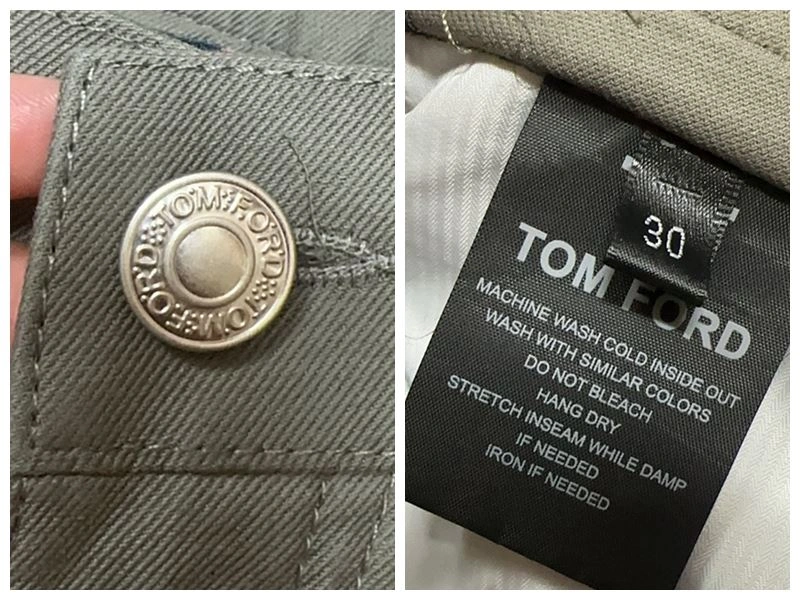 TOM FORD
TOM FORD
30
TOM FORD
MACHINE WASH COLD INSIDE OUT
WASH WITH SIMILAR COLORS
DO NOT BLEACH
HANG DRY
STRETCH INSEAM WHILE DAMP
IF NEEDED
IRON IF NEEDED